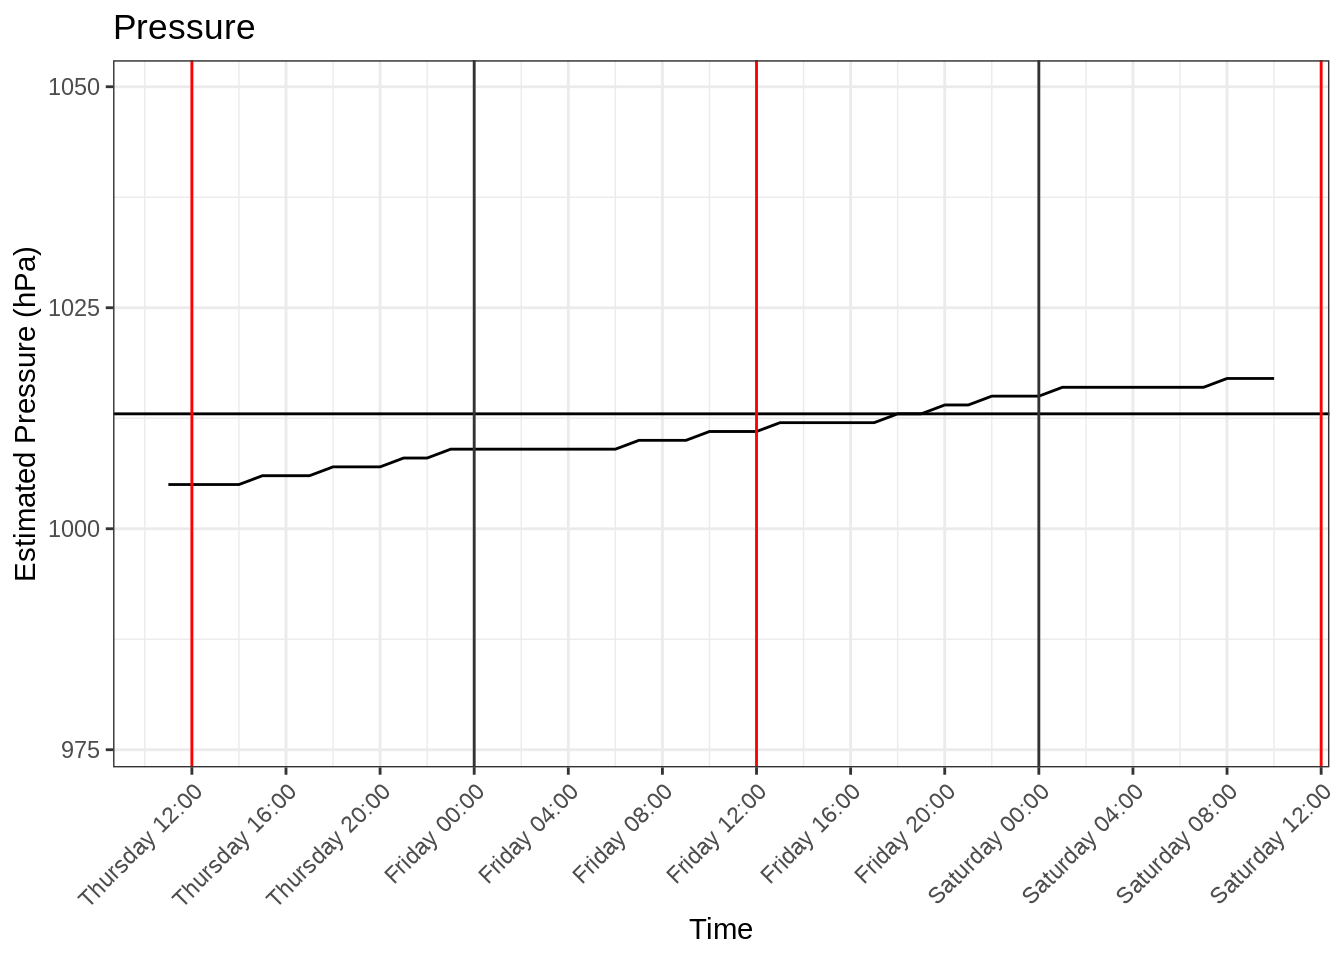 Pressure
Estimated Pressure (hPa)
1050
1025
1000
975
Thursday 12:00
Thursday 16:00
Thursday 20:00
Friday 00:00
Friday 04:00
Friday 08:00
Friday 12:00
Friday 16:00
Friday 20:00
Saturday 00:00
Saturday 04:00
Saturday 08:00
Saturday 12:00
Time